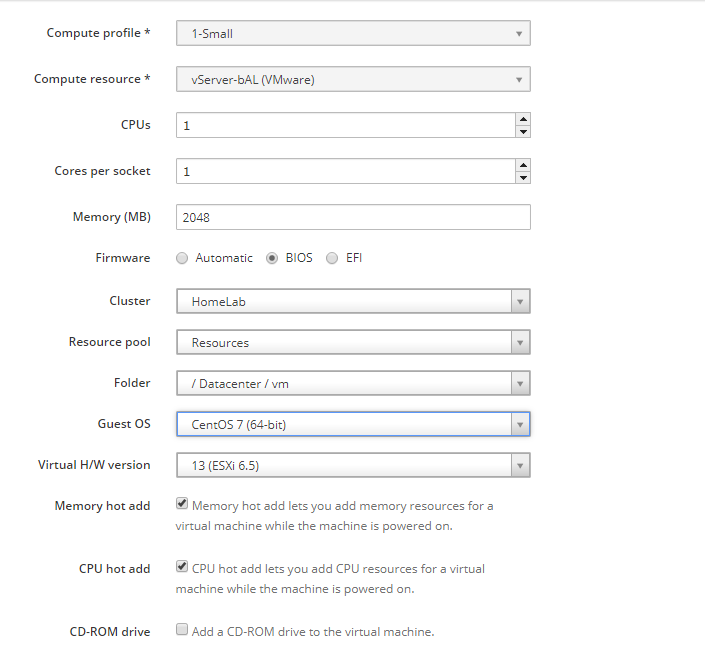 Compute profile * 1-Small
Compute resource * vServer-bAL (VMware)
CPUs 1
Cores per socket 1
Memory (MB) 2048
Firmware Automatic BIOS EFI
Cluster HomeLab
Resource pool Resources
Folder / Datacenter / vm
Guest OS CentOS 7 (64-bit)
Virtual H/W version 13 (ESXi 6.5)
Memory hot add Memory hot add lets you add memory resources for a
virtual machine while the machine is powered on.
CPU hot add CPU hot add lets you add CPU resources for a virtual
machine while the machine is powered on.
CD-ROM drive Add a CD-ROM drive to the virtual machine.